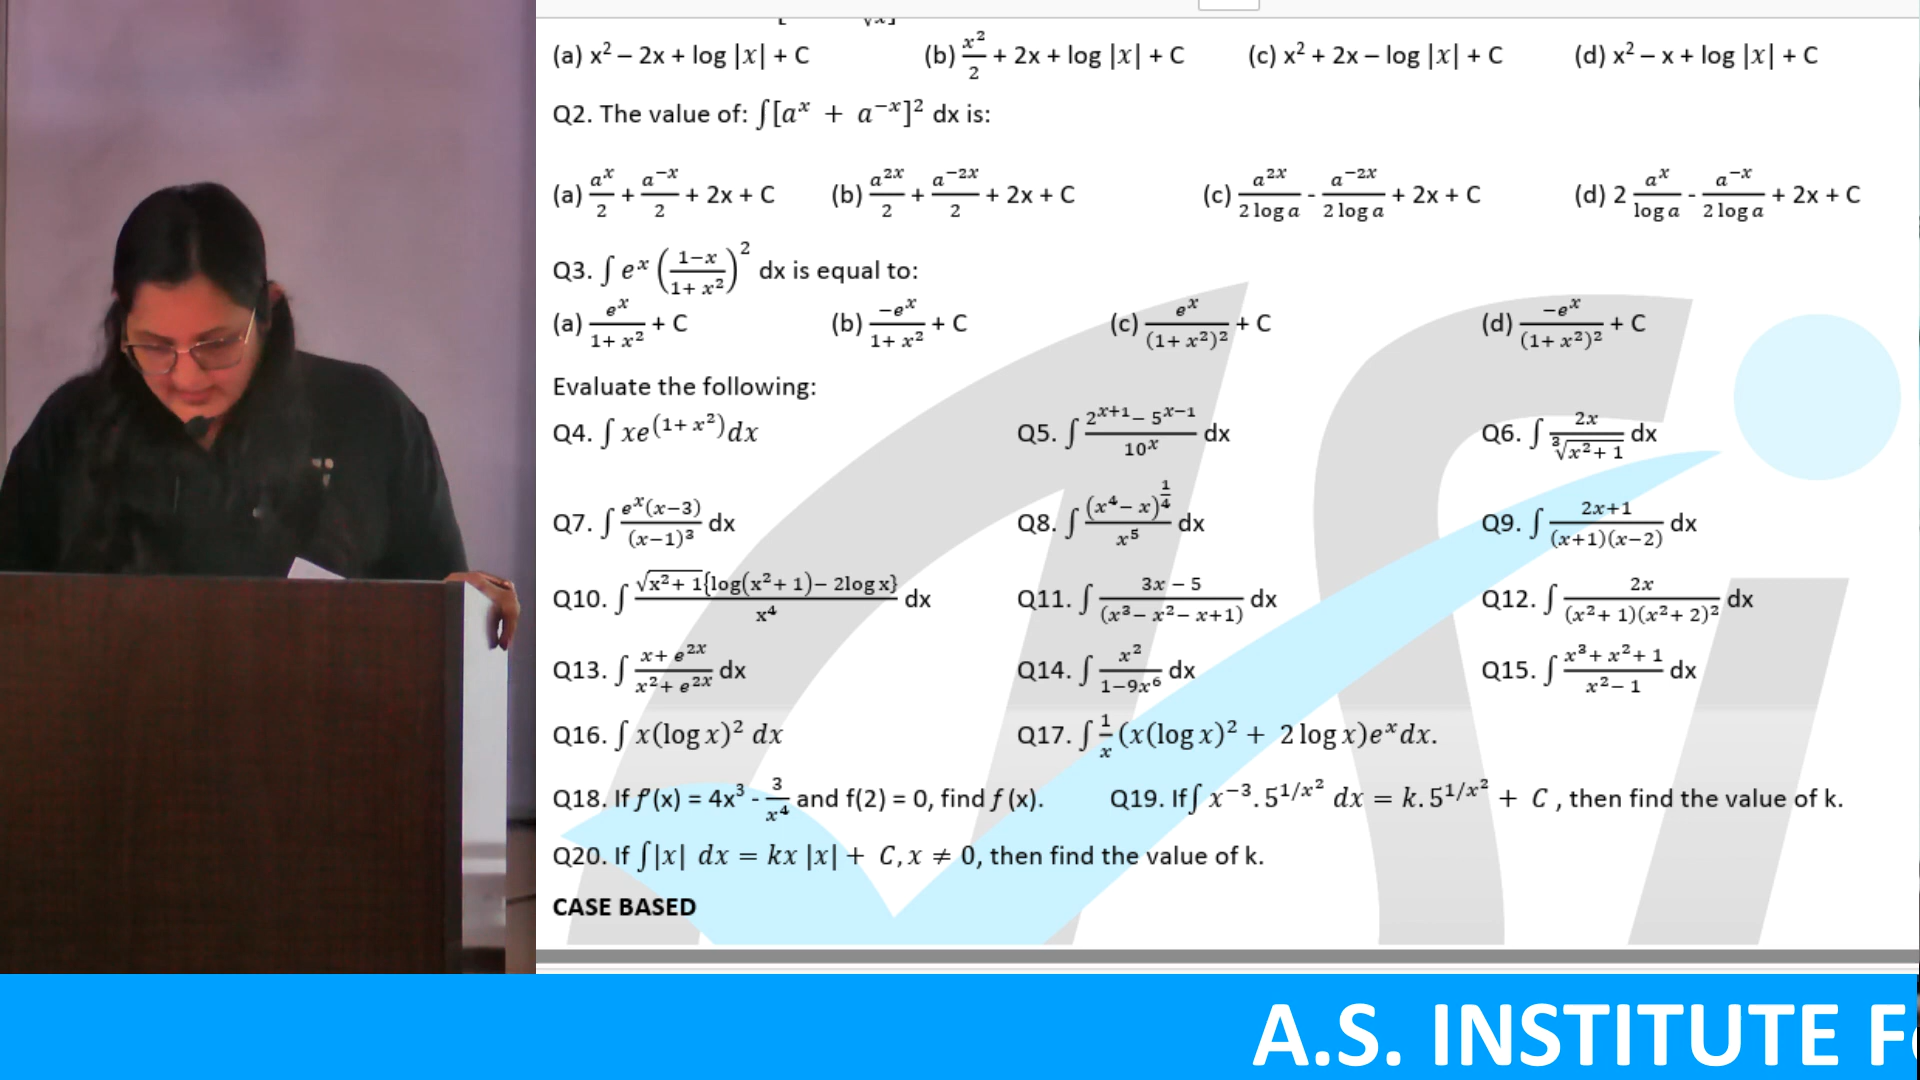 (a) x² – 2x + log |x| + C (b) x²/2 + 2x + log |x| + C (c) x² + 2x – log |x| + C (d) x² – x + log |x| + C
Q2. The value of: ∫[aˣ + a⁻ˣ]² dx is:
(a) aˣ/2 + a⁻ˣ/2 + 2x + C (b) a²ˣ/2 + a⁻²ˣ/2 + 2x + C (c) a²ˣ/(2 log a) - a⁻²ˣ/(2 log a) + 2x + C (d) 2 aˣ/(log a) - a⁻ˣ/(2 log a) + 2x + C
Q3. ∫ eˣ ((1−x)/(1+ x²))² dx is equal to:
(a) eˣ/(1+ x²) + C (b) −eˣ/(1+ x²) + C (c) eˣ/(1+ x²)² + C (d) −eˣ/(1+ x²)² + C
Evaluate the following:
Q4. ∫ xe^(1+ x²) dx Q5. ∫ (2^(x+1) − 5^(x−1))/10ˣ dx Q6. ∫ 2x/∛(x²+ 1) dx
Q7. ∫ eˣ(x−3)/(x−1)³ dx Q8. ∫ (x⁴− x)^(1/4)/x⁵ dx Q9. ∫ (2x+1)/((x+1)(x−2)) dx
Q10. ∫ √(x²+ 1){log(x²+ 1)− 2log x}/x⁴ dx Q11. ∫ (3x − 5)/(x³− x²− x+1) dx Q12. ∫ 2x/((x²+ 1)(x²+ 2)²) dx
Q13. ∫ (x+ e²ˣ)/(x²+ e²ˣ) dx Q14. ∫ x²/(1−9x⁶) dx Q15. ∫ (x³+ x²+ 1)/(x²− 1) dx
Q16. ∫ x(log x)² dx Q17. ∫ 1/x (x(log x)² + 2 log x)eˣdx.
Q18. If f'(x) = 4x³ - 3/x⁴ and f(2) = 0, find f (x). Q19. If∫ x⁻³. 5^(1/x²) dx = k. 5^(1/x²) + C , then find the value of k.
Q20. If ∫|x| dx = kx |x| + C, x ≠ 0, then find the value of k.
CASE BASED
A.S. INSTITUTE